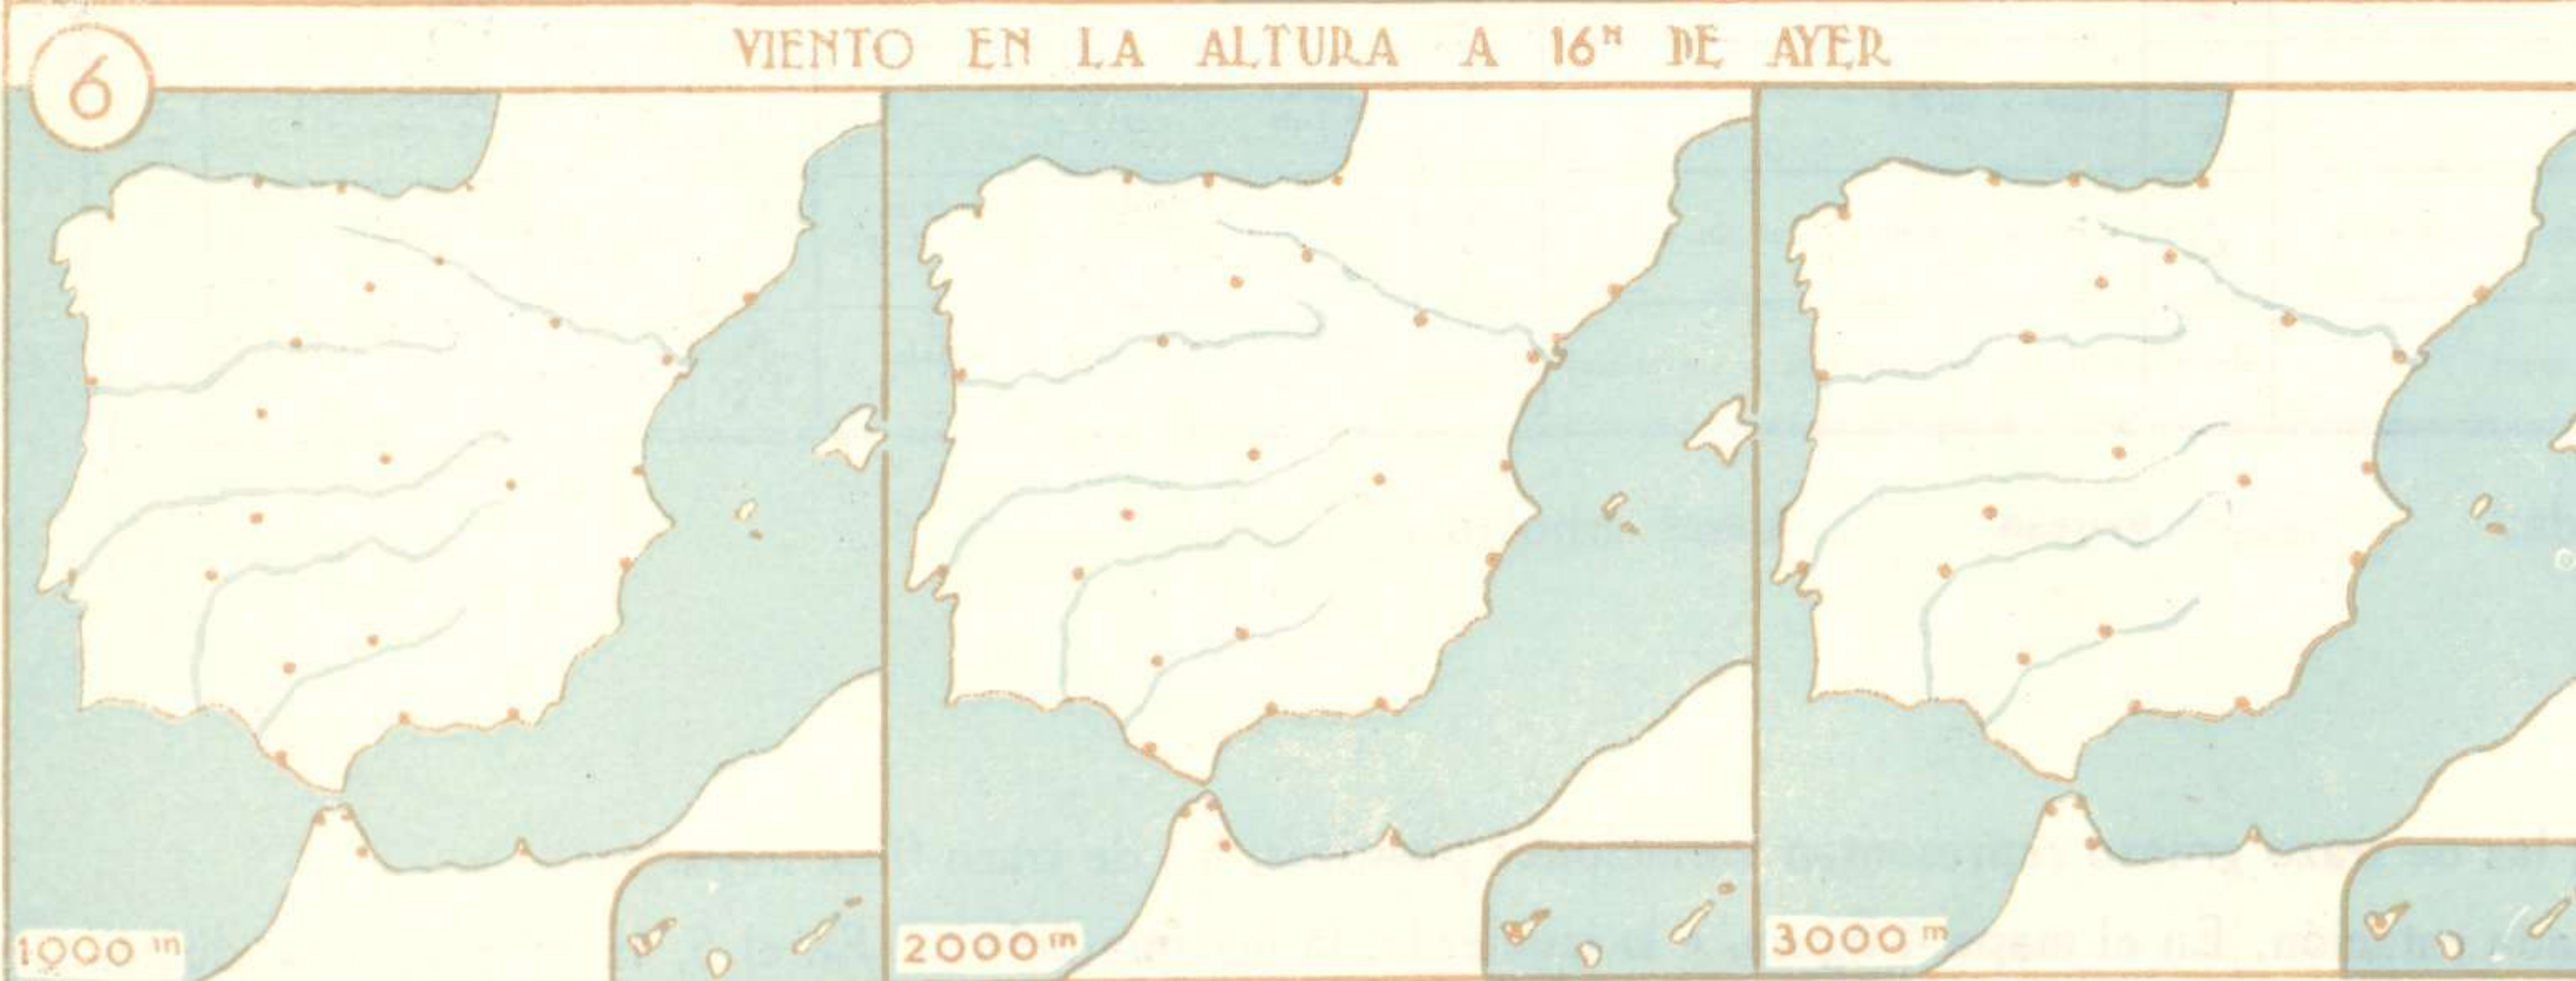 VIENTO EN LA ALTURA A 16ᴴ DE AYER
6
1000 m
2000 m
3000 m